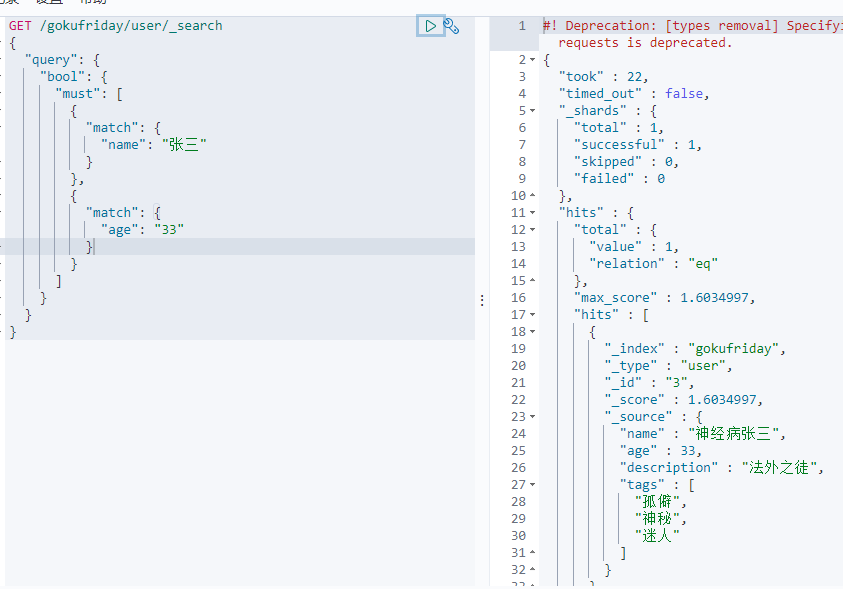 GET /gokufriday/user/_search
{
"query": {
"bool": {
"must": [
{
"match": {
"name": "张三"
}
},
{
"match": {
"age": "33"
}
}
]
}
}
}
1 #! Deprecation: [types removal] Specifyi
requests is deprecated.
2 {
3 "took" : 22,
4 "timed_out" : false,
5 "_shards" : {
6 "total" : 1,
7 "successful" : 1,
8 "skipped" : 0,
9 "failed" : 0
10 },
11 "hits" : {
12 "total" : {
13 "value" : 1,
14 "relation" : "eq"
15 },
16 "max_score" : 1.6034997,
17 "hits" : [
18 {
19 "_index" : "gokufriday",
20 "_type" : "user",
21 "_id" : "3",
22 "_score" : 1.6034997,
23 "_source" : {
24 "name" : "神经病张三",
25 "age" : 33,
26 "description" : "法外之徒",
27 "tags" : [
28 "孤僻",
29 "神秘",
30 "迷人"
31 ]
32 }